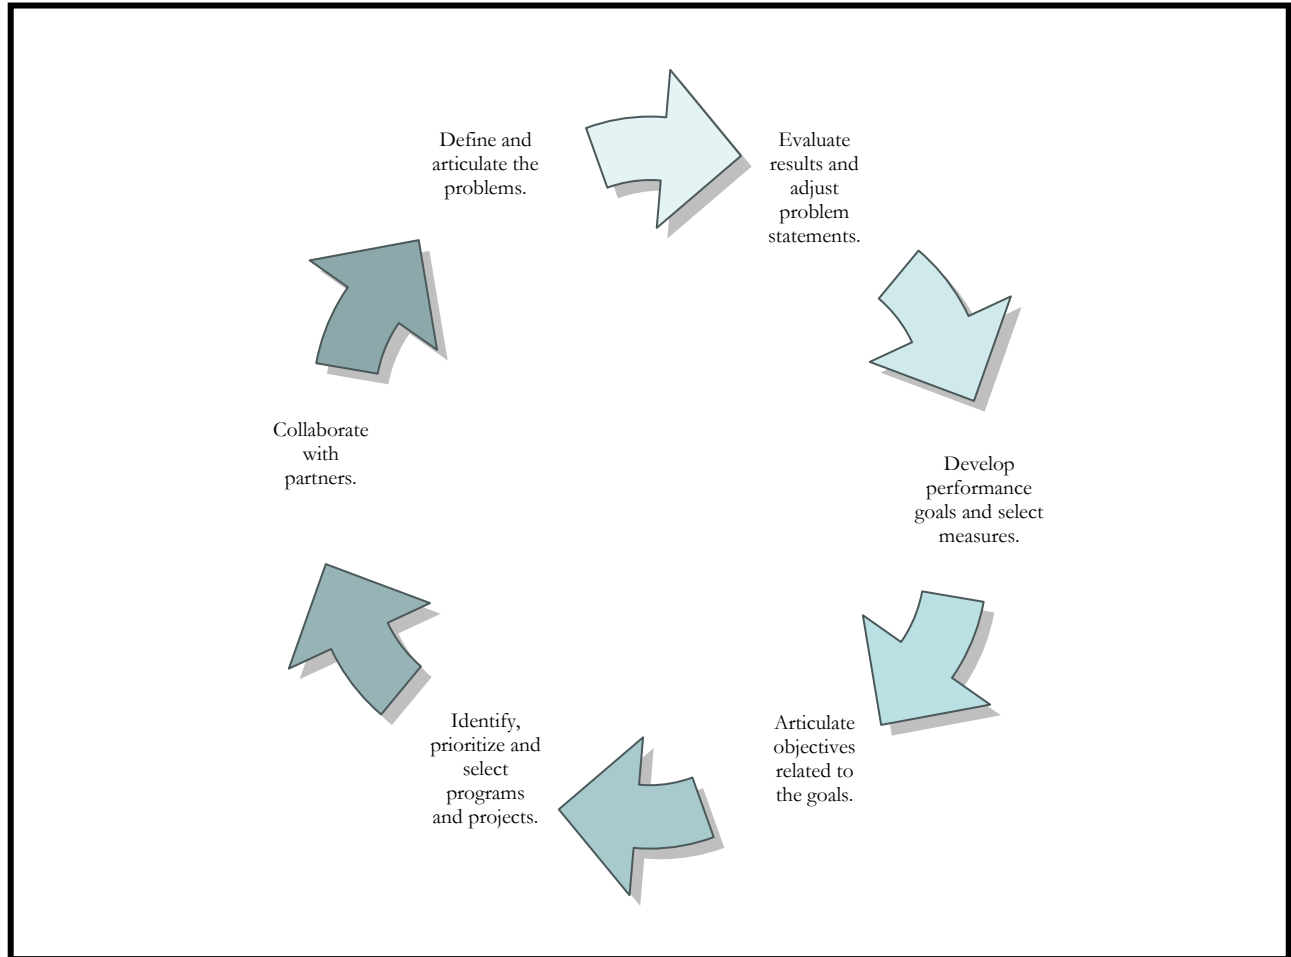 Define and
articulate the
problems.
Evaluate
results and
adjust
problem
statements.
Develop
performance
goals and select
measures.
Articulate
objectives
related to
the goals.
Identify,
prioritize and
select
programs
and projects.
Collaborate
with
partners.